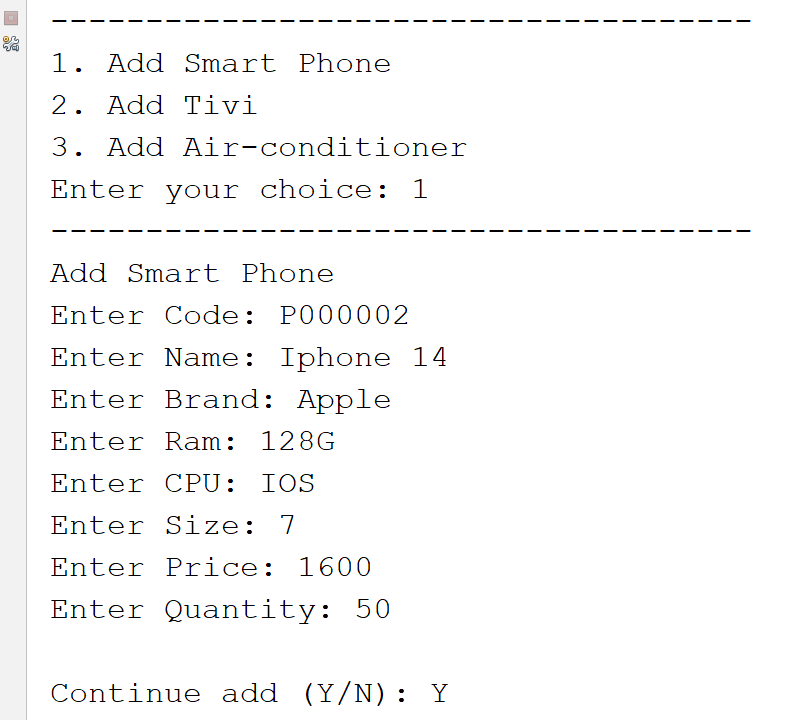 ---------------------------------------
1. Add Smart Phone
2. Add Tivi
3. Add Air-conditioner
Enter your choice: 1
---------------------------------------
Add Smart Phone
Enter Code: P000002
Enter Name: Iphone 14
Enter Brand: Apple
Enter Ram: 128G
Enter CPU: IOS
Enter Size: 7
Enter Price: 1600
Enter Quantity: 50
Continue add (Y/N): Y